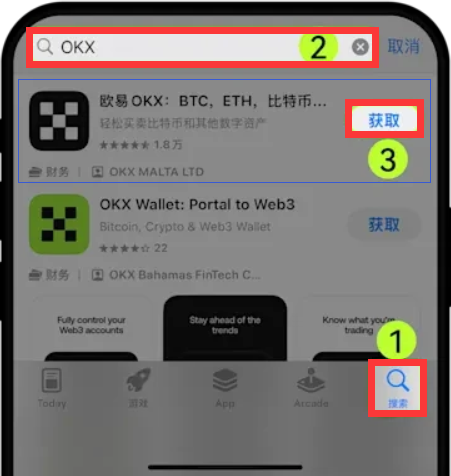 OKX
2
取消
欧易OKX：BTC，ETH，比特币...
轻松买卖比特币和其他数字资产
1.8万
获取
3
财务
OKX MALTA LTD
OKX Wallet: Portal to Web3
Bitcoin, Crypto & Web3 Wallet
22
获取
财务
OKX Bahamas FinTech C...
Fully control your
Web3 accounts
Stay ahead of the
trends
Know what you're
trading
1
Today
游戏
App
Arcade
搜索